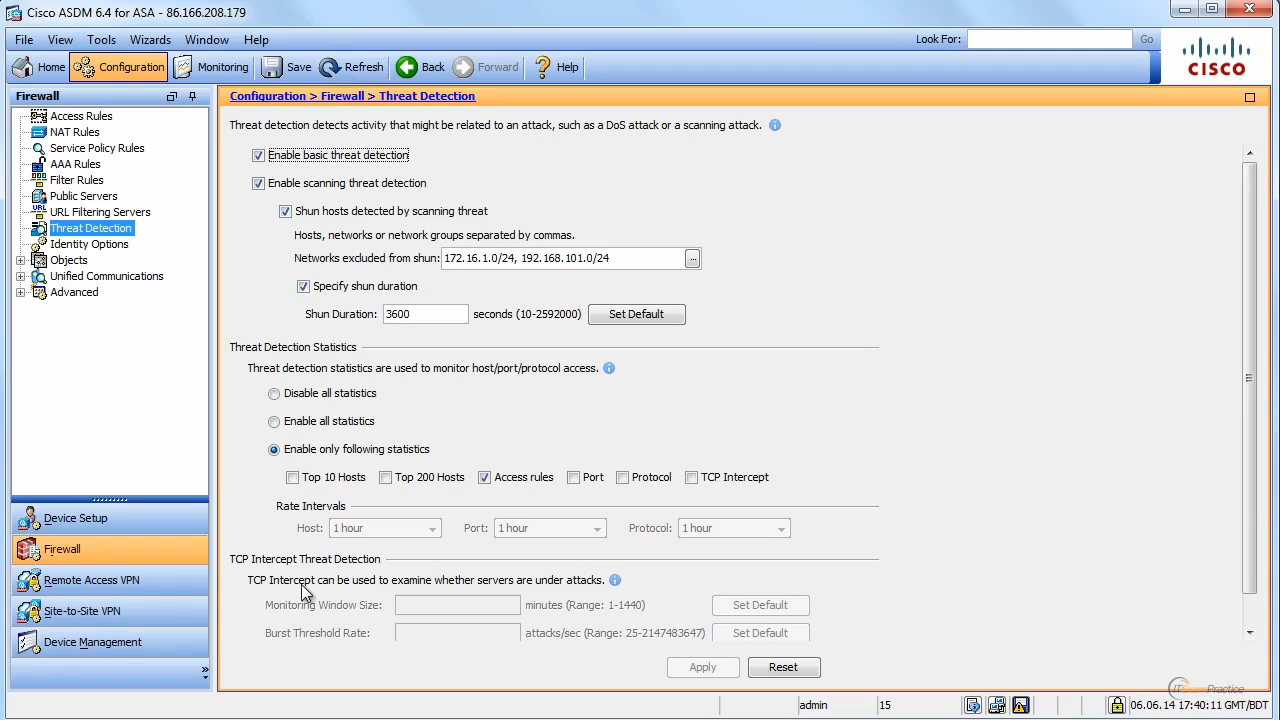 Cisco ASDM 6.4 for ASA - 86.166.208.179
File View Tools Wizards Window Help Look For: Go
Home Configuration Monitoring Save Refresh Back Forward Help
CISCO
Firewall
Access Rules
NAT Rules
Service Policy Rules
AAA Rules
Filter Rules
Public Servers
URL URL Filtering Servers
Threat Detection
Identity Options
Objects
Unified Communications
Advanced
Device Setup
Firewall
Remote Access VPN
Site-to-Site VPN
Device Management
»
Configuration > Firewall > Threat Detection
Threat detection detects activity that might be related to an attack, such as a DoS attack or a scanning attack.
Enable basic threat detection
Enable scanning threat detection
Shun hosts detected by scanning threat
Hosts, networks or network groups separated by commas.
Networks excluded from shun: 172.16.1.0/24, 192.168.101.0/24 ...
Specify shun duration
Shun Duration: 3600 seconds (10-2592000) Set Default
Threat Detection Statistics
Threat detection statistics are used to monitor host/port/protocol access.
Disable all statistics
Enable all statistics
Enable only following statistics
Top 10 Hosts Top 200 Hosts Access rules Port Protocol TCP Intercept
Rate Intervals
Host: 1 hour Port: 1 hour Protocol: 1 hour
TCP Intercept Threat Detection
TCP Intercept can be used to examine whether servers are under attacks.
Monitoring Window Size: minutes (Range: 1-1440) Set Default
Burst Threshold Rate: attacks/sec (Range: 25-2147483647) Set Default
Apply Reset
admin 15 06.06.14 17:40:11 GMT/BDT